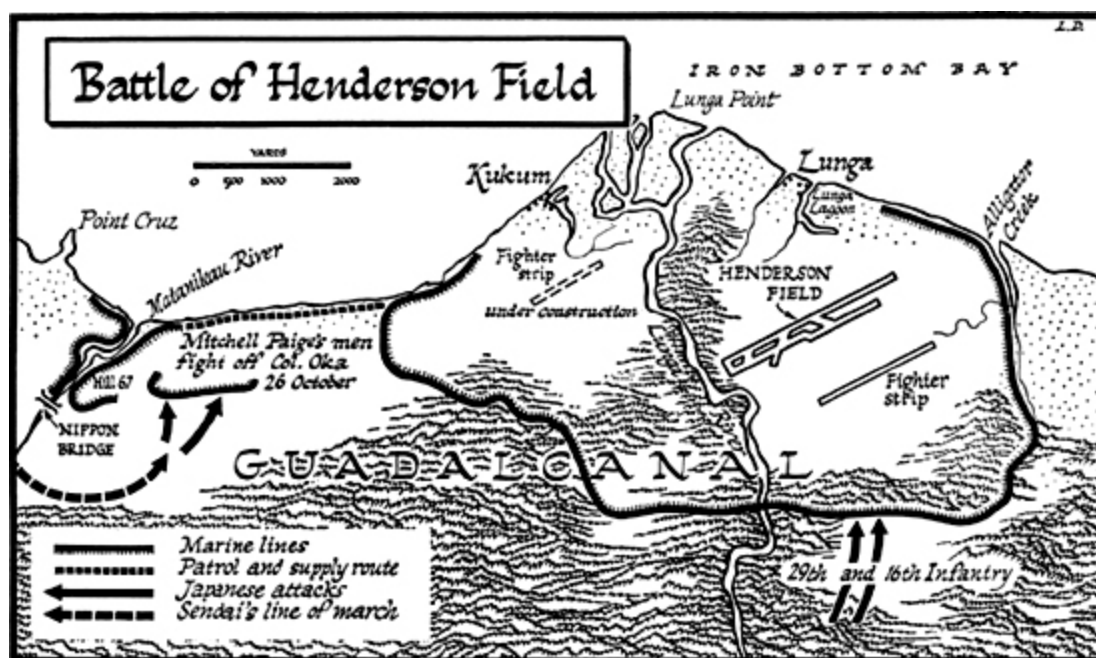 L.D.
Battle of Henderson Field
IRON BOTTOM BAY
Lunga Point
YARDS
0 500 1000 2000
Kukum
Lunga
Lunga
Lagoon
Alligator
Creek
Point Cruz
Matanikau River
Fighter
strip
under construction
HENDERSON
FIELD
Mitchell Paige's men
fight off Col. Oka
26 October
Hill 67
NIPPON
BRIDGE
Fighter
strip
GUADALCANAL
Marine lines
Patrol and supply route
Japanese attacks
Sendai's line of march
29th and 16th Infantry